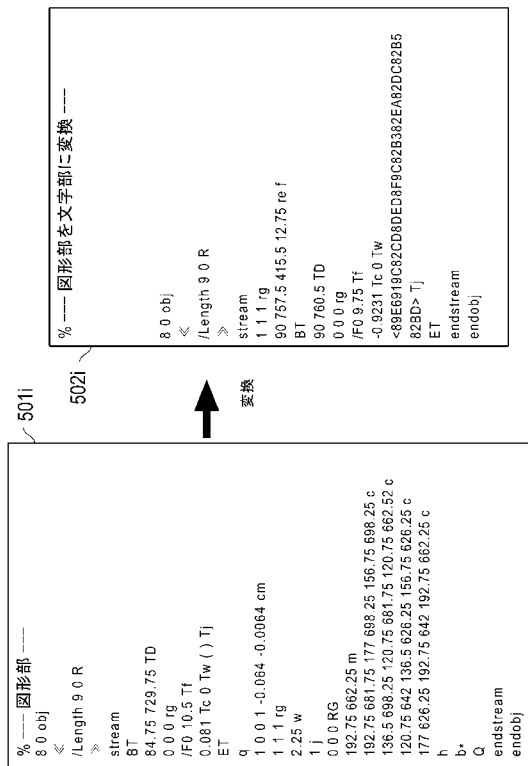 501i
% ---- 図形部 ----
8 0 obj
≪
/Length 9 0 R
≫
stream
BT
84.75 729.75 TD
0 0 0 rg
/F0 10.5 Tf
0.081 Tc 0 Tw ( ) Tj
ET
q
1 0 0 1 -0.064 -0.0064 cm
1 1 1 rg
2.25 w
1 j
0 0 0 RG
192.75 662.25 m
192.75 681.75 177 698.25 156.75 698.25 c
136.5 698.25 120.75 681.75 120.75 662.52 c
120.75 642 136.5 626.25 156.75 626.25 c
177 626.25 192.75 642 192.75 662.25 c
h
b*
Q
endstream
endobj
変換
502i
% ---- 図形部を文字部に変換 ----
8 0 obj
≪
/Length 9 0 R
≫
stream
1 1 1 rg
90 757.5 415.5 12.75 re f
BT
90 760.5 TD
0 0 0 rg
/F0 9.75 Tf
-0.9231 Tc 0 Tw
<89E6919C82CD8DED8F9C82B382EA82DC82B5
82BD> Tj
ET
endstream
endobj